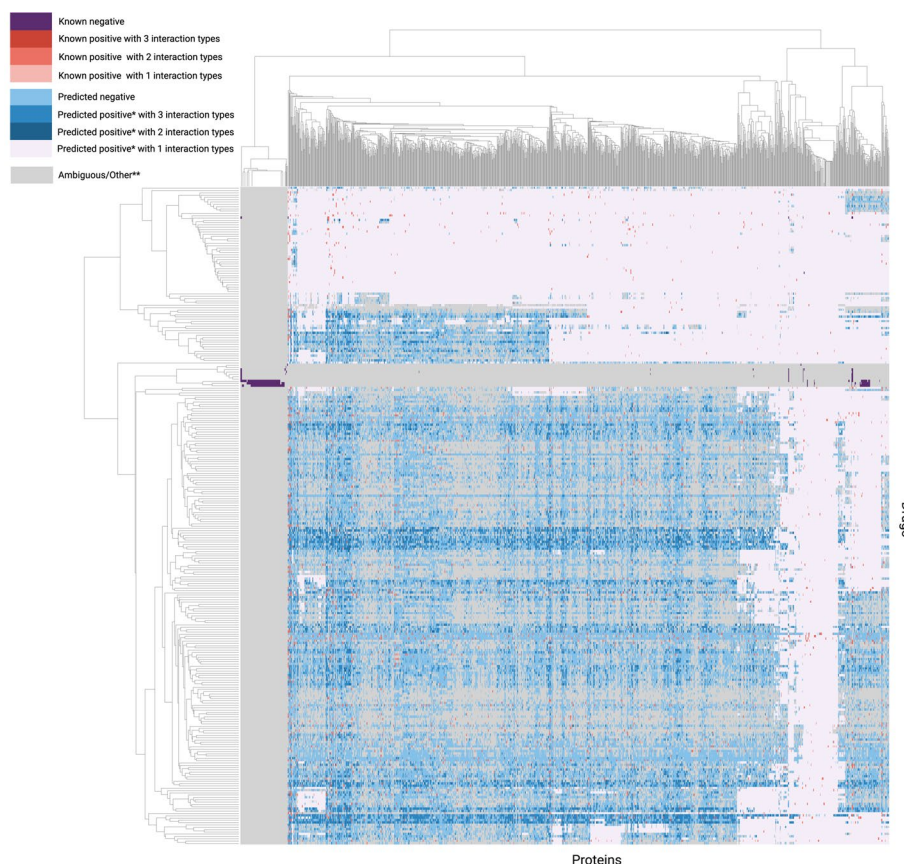 Known negative
Known positive with 3 interaction types
Known positive  with 2 interaction types
Known positive  with 1 interaction types
Predicted negative
Predicted positive* with 3 interaction types
Predicted positive* with 2 interaction types
Predicted positive* with 1 interaction types
Ambiguous/Other**
Proteins